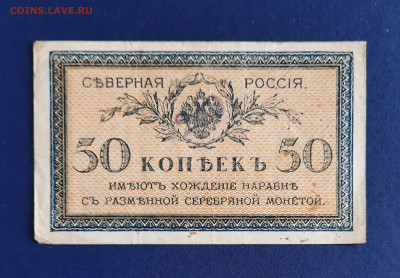 COINS.LAVE.RU
СѢВЕРНАЯ РОССІЯ.
50 КОПѢЕКЪ 50
ИМѢЮТЪ ХОЖДЕНІЕ НАРАВНѢ
СЪ РАЗМѢННОЙ СЕРЕБРЯНОЙ МОНЕТОЙ.